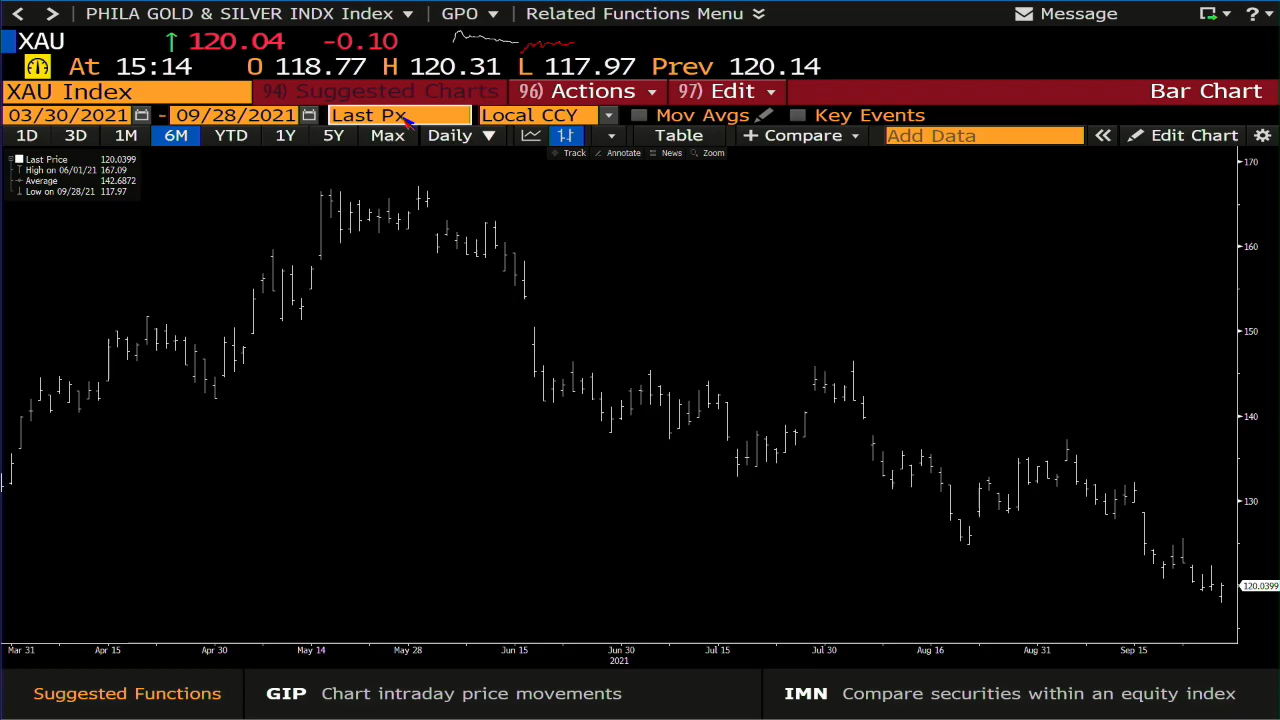 PHILA GOLD & SILVER INDX Index GPO Related Functions Menu Message ?
XAU ↑ 120.04 -0.10
At 15:14 O 118.77 H 120.31 L 117.97 Prev 120.14
XAU Index 94) Suggested Charts 96) Actions 97) Edit Bar Chart
03/30/2021 - 09/28/2021 Last Px Local CCY Mov Avgs Key Events
1D 3D 1M 6M YTD 1Y 5Y Max Daily ▼ Table + Compare Add Data « Edit Chart
Track Annotate News Zoom
Last Price 120.0399
High on 06/01/21 167.09
Average 142.6872
Low on 09/28/21 117.97
170
160
150
140
130
120.0399
Mar 31 Apr 15 Apr 30 May 14 May 28 Jun 15 Jun 30 Jul 15 Jul 30 Aug 16 Aug 31 Sep 15
2021
Suggested Functions GIP Chart intraday price movements IMN Compare securities within an equity index